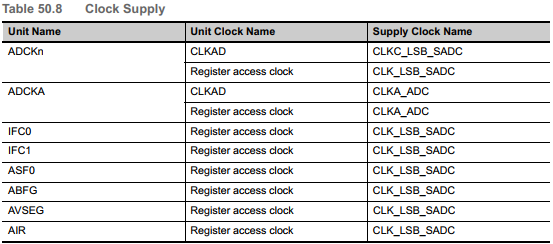 Table 50.8 Clock Supply
Unit Name Unit Clock Name Supply Clock Name
ADCKn CLKAD CLKC_LSB_SADC
Register access clock CLK_LSB_SADC
ADCKA CLKAD CLKA_ADC
Register access clock CLKA_ADC
IFC0 Register access clock CLK_LSB_SADC
IFC1 Register access clock CLK_LSB_SADC
ASF0 Register access clock CLK_LSB_SADC
ABFG Register access clock CLK_LSB_SADC
AVSEG Register access clock CLK_LSB_SADC
AIR Register access clock CLK_LSB_SADC